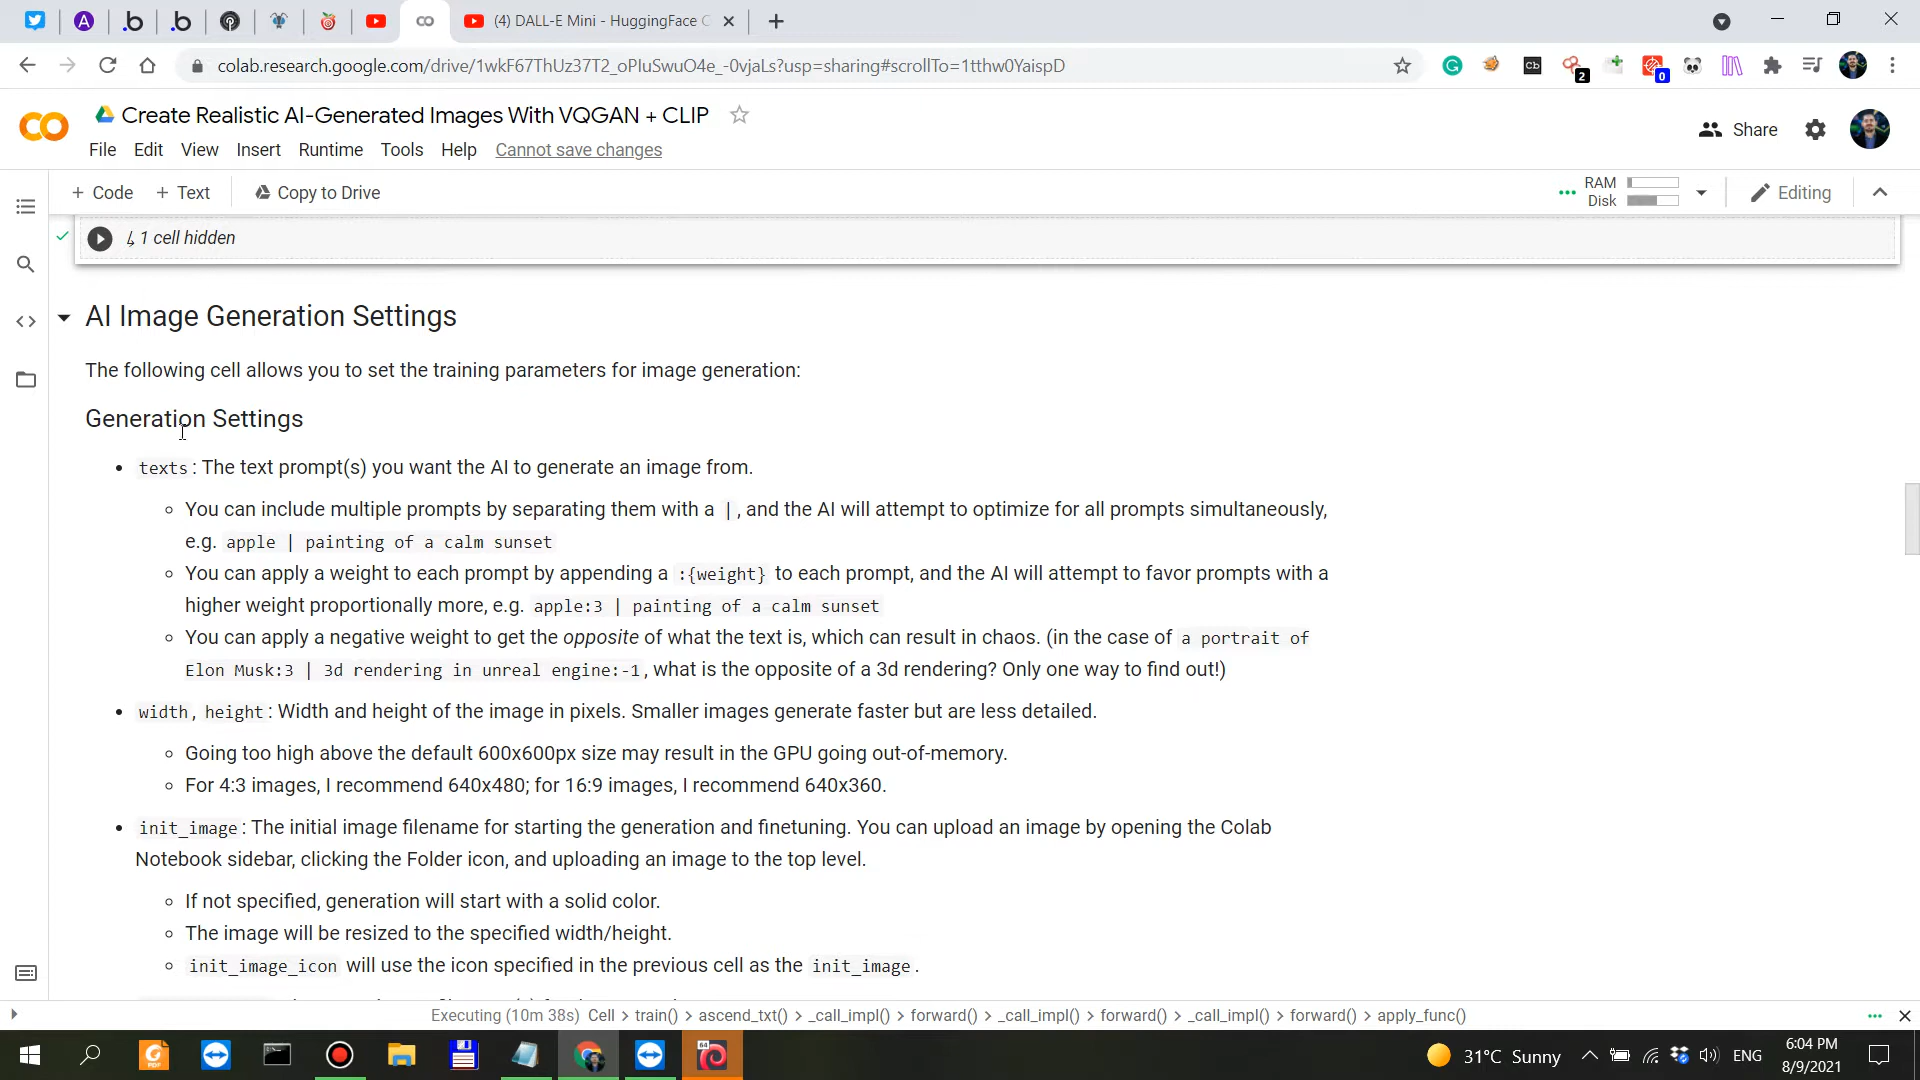 (4) DALL-E Mini - HuggingFace C
colab.research.google.com/drive/1wkF67ThUz37T2_oPIuSwuO4e_-0vjaLs?usp=sharing#scrollTo=1tthw0YaispD
Create Realistic AI-Generated Images With VQGAN + CLIP
Share
File Edit View Insert Runtime Tools Help Cannot save changes
+ Code + Text Copy to Drive
RAM
Disk
Editing
↳ 1 cell hidden
AI Image Generation Settings
The following cell allows you to set the training parameters for image generation:
Generation Settings
• texts: The text prompt(s) you want the AI to generate an image from.
◦ You can include multiple prompts by separating them with a |, and the AI will attempt to optimize for all prompts simultaneously,
e.g. apple | painting of a calm sunset
◦ You can apply a weight to each prompt by appending a :{weight} to each prompt, and the AI will attempt to favor prompts with a
higher weight proportionally more, e.g. apple:3 | painting of a calm sunset
◦ You can apply a negative weight to get the opposite of what the text is, which can result in chaos. (in the case of a portrait of
Elon Musk:3 | 3d rendering in unreal engine:-1, what is the opposite of a 3d rendering? Only one way to find out!)
• width, height: Width and height of the image in pixels. Smaller images generate faster but are less detailed.
◦ Going too high above the default 600x600px size may result in the GPU going out-of-memory.
◦ For 4:3 images, I recommend 640x480; for 16:9 images, I recommend 640x360.
• init_image: The initial image filename for starting the generation and finetuning. You can upload an image by opening the Colab
Notebook sidebar, clicking the Folder icon, and uploading an image to the top level.
◦ If not specified, generation will start with a solid color.
◦ The image will be resized to the specified width/height.
◦ init_image_icon will use the icon specified in the previous cell as the init_image.
Executing (10m 38s) Cell > train() > ascend_txt() > _call_impl() > forward() > _call_impl() > forward() > _call_impl() > forward() > apply_func()
31°C Sunny
ENG
6:04 PM
8/9/2021